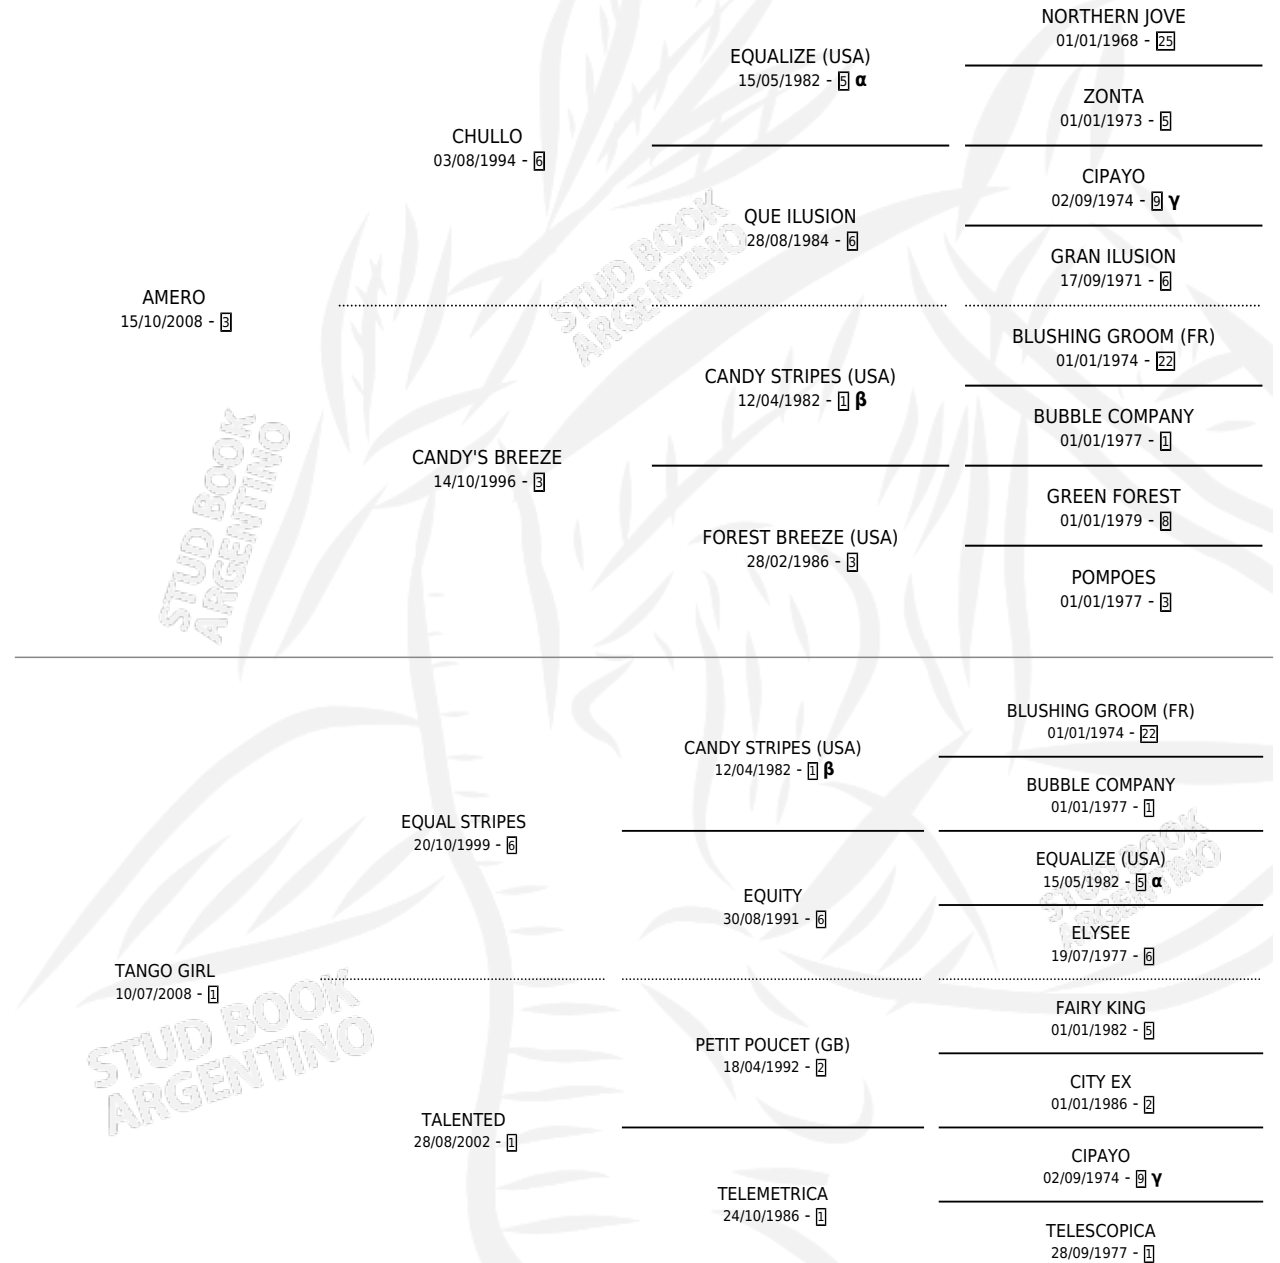 NORTHERN JOVE
01/01/1968 - 25
EQUALIZE (USA)
15/05/1982 - 5 α
ZONTA
01/01/1973 - 5
CHULLO
03/08/1994 - 6
CIPAYO
02/09/1974 - 9 γ
QUE ILUSION
28/08/1984 - 6
GRAN ILUSION
17/09/1971 - 6
AMERO
15/10/2008 - 3
BLUSHING GROOM (FR)
01/01/1974 - 22
CANDY STRIPES (USA)
12/04/1982 - 1 β
BUBBLE COMPANY
01/01/1977 - 1
CANDY'S BREEZE
14/10/1996 - 3
GREEN FOREST
01/01/1979 - 8
FOREST BREEZE (USA)
28/02/1986 - 3
POMPOES
01/01/1977 - 3
STUD BOOK
ARGENTINO
STUD BOOK
ARGENTINO
BLUSHING GROOM (FR)
01/01/1974 - 22
CANDY STRIPES (USA)
12/04/1982 - 1 β
BUBBLE COMPANY
01/01/1977 - 1
EQUAL STRIPES
20/10/1999 - 6
EQUALIZE (USA)
15/05/1982 - 5 α
EQUITY
30/08/1991 - 6
ELYSEE
19/07/1977 - 6
TANGO GIRL
10/07/2008 - 1
FAIRY KING
01/01/1982 - 5
PETIT POUCET (GB)
18/04/1992 - 2
CITY EX
01/01/1986 - 2
TALENTED
28/08/2002 - 1
CIPAYO
02/09/1974 - 9 γ
TELEMETRICA
24/10/1986 - 1
TELESCOPICA
28/09/1977 - 1
STUD BOOK
ARGENTINO
STUD BOOK
ARGENTINO